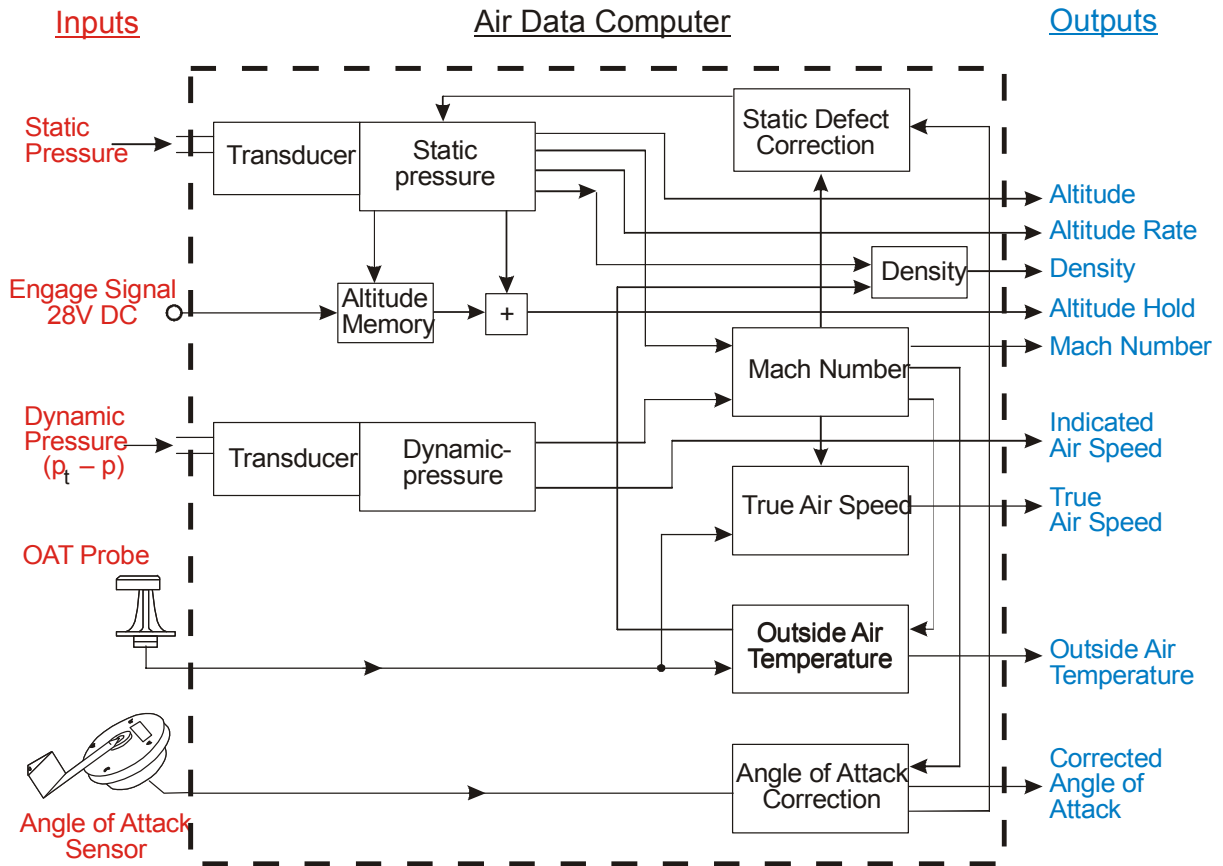 Inputs
Air Data Computer
Outputs
Static
Pressure
Transducer
Static
pressure
Static Defect
Correction
Altitude
Altitude Rate
Density
Density
Engage Signal
28V DC
Altitude
Memory
+
Altitude Hold
Mach Number
Mach Number
Dynamic
Pressure
(pt – p)
Transducer
Dynamic-
pressure
Indicated
Air Speed
True Air Speed
True
Air Speed
OAT Probe
Outside Air
Temperature
Outside Air
Temperature
Angle of Attack
Correction
Corrected
Angle of
Attack
Angle of Attack
Sensor